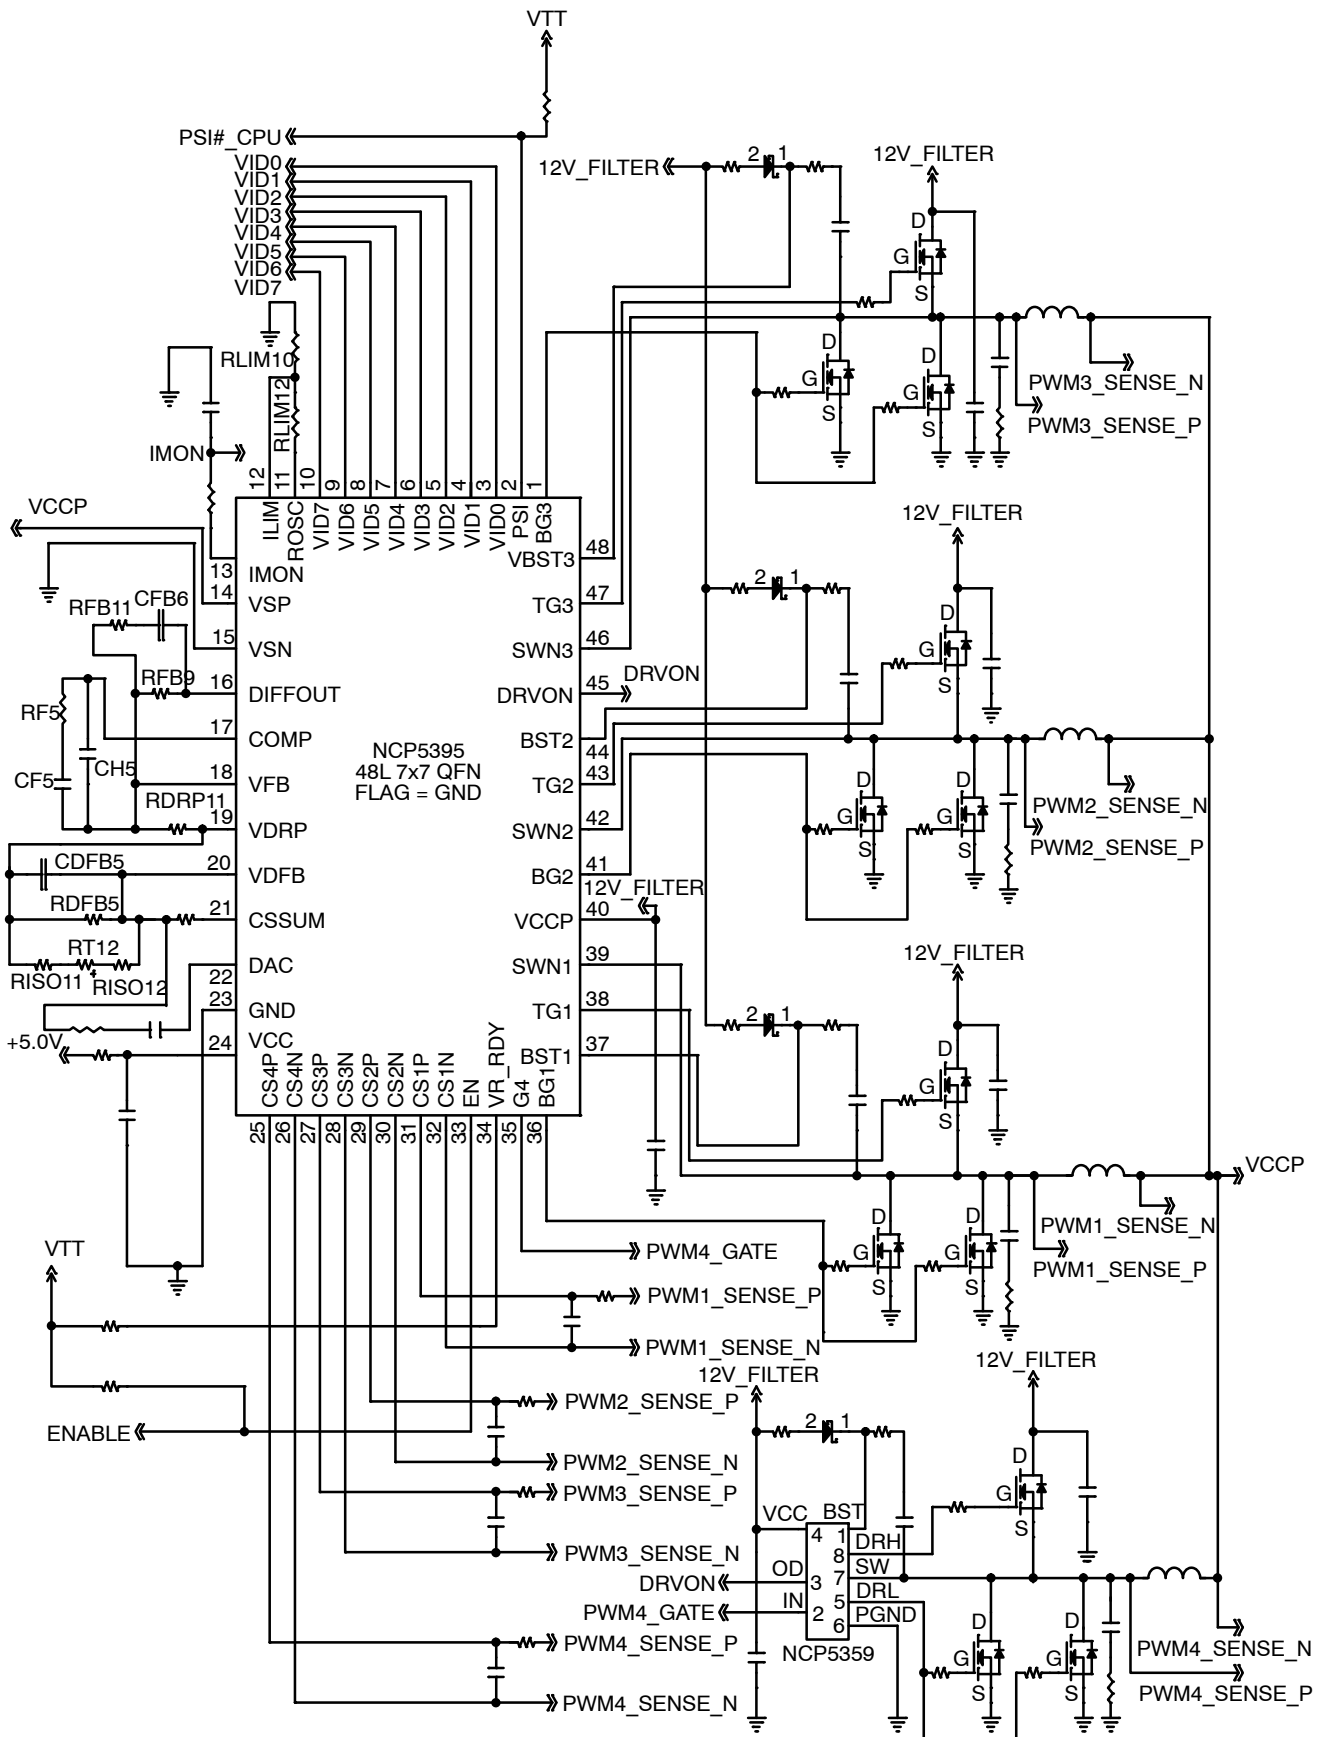 VTT
PSI#_CPU
VID0
VID1
VID2
VID3
VID4
VID5
VID6
VID7
12V_FILTER
2 1
12V_FILTER
D
G
S
RLIM10
RLIM12
IMON
VCCP
D
G
S
D
G
S
PWM3_SENSE_N
PWM3_SENSE_P
12 11 10 9 8 7 6 5 4 3 2 1
ILIM ROSC VID7 VID6 VID5 VID4 VID3 VID2 VID1 VID0 PSI BG3
13 IMON
14 VSP
15 VSN
16 DIFFOUT
17 COMP
18 VFB
19 VDRP
20 VDFB
21 CSSUM
22 DAC
23 GND
24 VCC
NCP5395
48L 7x7 QFN
FLAG = GND
VBST3 48
TG3 47
SWN3 46
DRVON 45
BST2 44
TG2 43
SWN2 42
BG2 41
VCCP 40
SWN1 39
TG1 38
BST1 37
CS4P CS4N CS3P CS3N CS2P CS2N CS1P CS1N EN VR_RDY G4 BG1
25 26 27 28 29 30 31 32 33 34 35 36
RFB11 CFB6
RFB9
RF5
CF5 CH5
RDRP11
CDFB5
RDFB5
RT12
RISO11 RISO12
+5.0V
DRVON
12V_FILTER
12V_FILTER
2 1
D
G
S
D
G
S
D
G
S
PWM2_SENSE_N
PWM2_SENSE_P
12V_FILTER
2 1
D
G
S
VCCP
D
G
S
D
G
S
PWM1_SENSE_N
PWM1_SENSE_P
VTT
ENABLE
PWM4_GATE
PWM1_SENSE_P
PWM1_SENSE_N
PWM2_SENSE_P
PWM2_SENSE_N
PWM3_SENSE_P
PWM3_SENSE_N
PWM4_SENSE_P
PWM4_SENSE_N
12V_FILTER
2 1
12V_FILTER
D
G
S
VCC 4
OD 3
IN 2
BST 1
DRH 8
SW 7
DRL 5
PGND 6
DRVON
PWM4_GATE
NCP5359
D
G
S
D
G
S
PWM4_SENSE_N
PWM4_SENSE_P